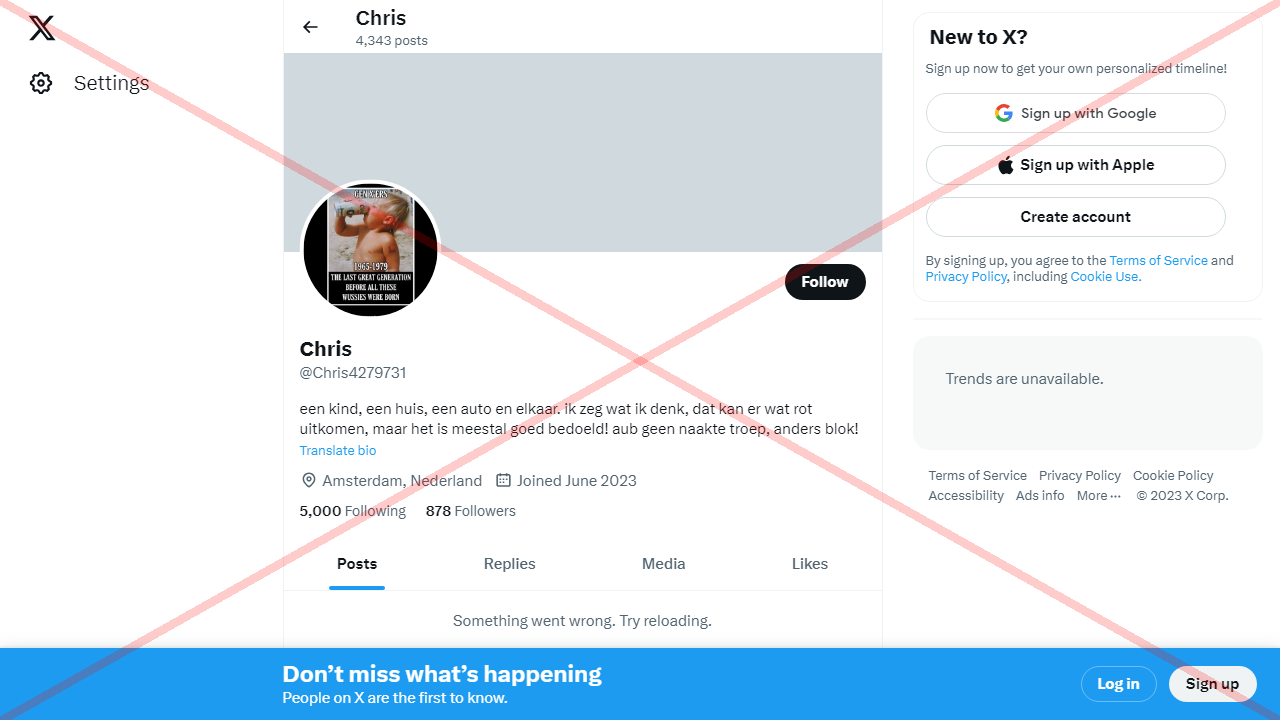 Chris
4,343 posts
Settings
GEN X'ERS
1965-1979
THE LAST GREAT GENERATION
BEFORE ALL THESE
WUSSIES WERE BORN
Follow
Chris
@Chris4279731
een kind, een huis, een auto en elkaar. ik zeg wat ik denk, dat kan er wat rot
uitkomen, maar het is meestal goed bedoeld! aub geen naakte troep, anders blok!
Translate bio
Amsterdam, Nederland Joined June 2023
5,000 Following 878 Followers
Posts Replies Media Likes
Something went wrong. Try reloading.
New to X?
Sign up now to get your own personalized timeline!
Sign up with Google
Sign up with Apple
Create account
By signing up, you agree to the Terms of Service and
Privacy Policy, including Cookie Use.
Trends are unavailable.
Terms of Service Privacy Policy Cookie Policy
Accessibility Ads info More ··· © 2023 X Corp.
Don’t miss what’s happening
People on X are the first to know.
Log in Sign up